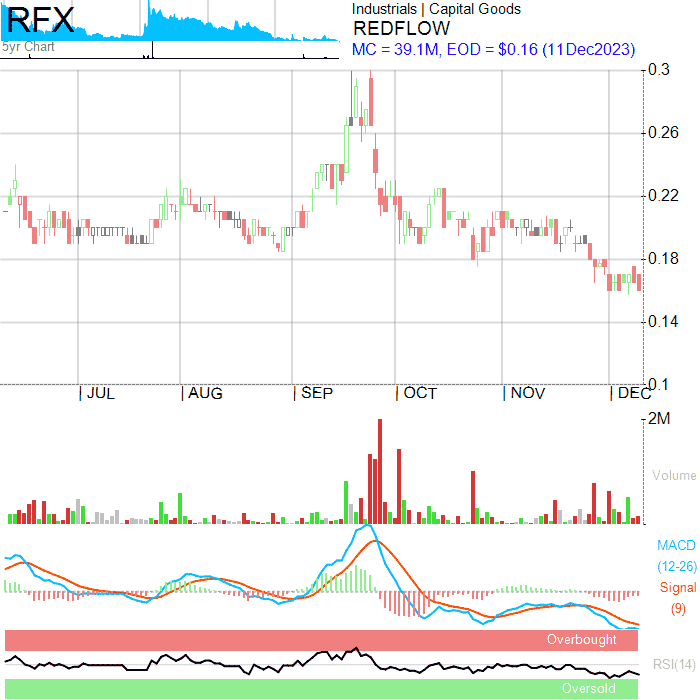 RFX
5yr Chart
Industrials | Capital Goods
REDFLOW
MC = 39.1M, EOD = $0.16 (11Dec2023)
0.3
0.26
0.22
0.18
0.14
0.1
JUL AUG SEP OCT NOV DEC
2M
Volume
MACD
(12-26)
Signal
(9)
Overbought
RSI(14)
Oversold